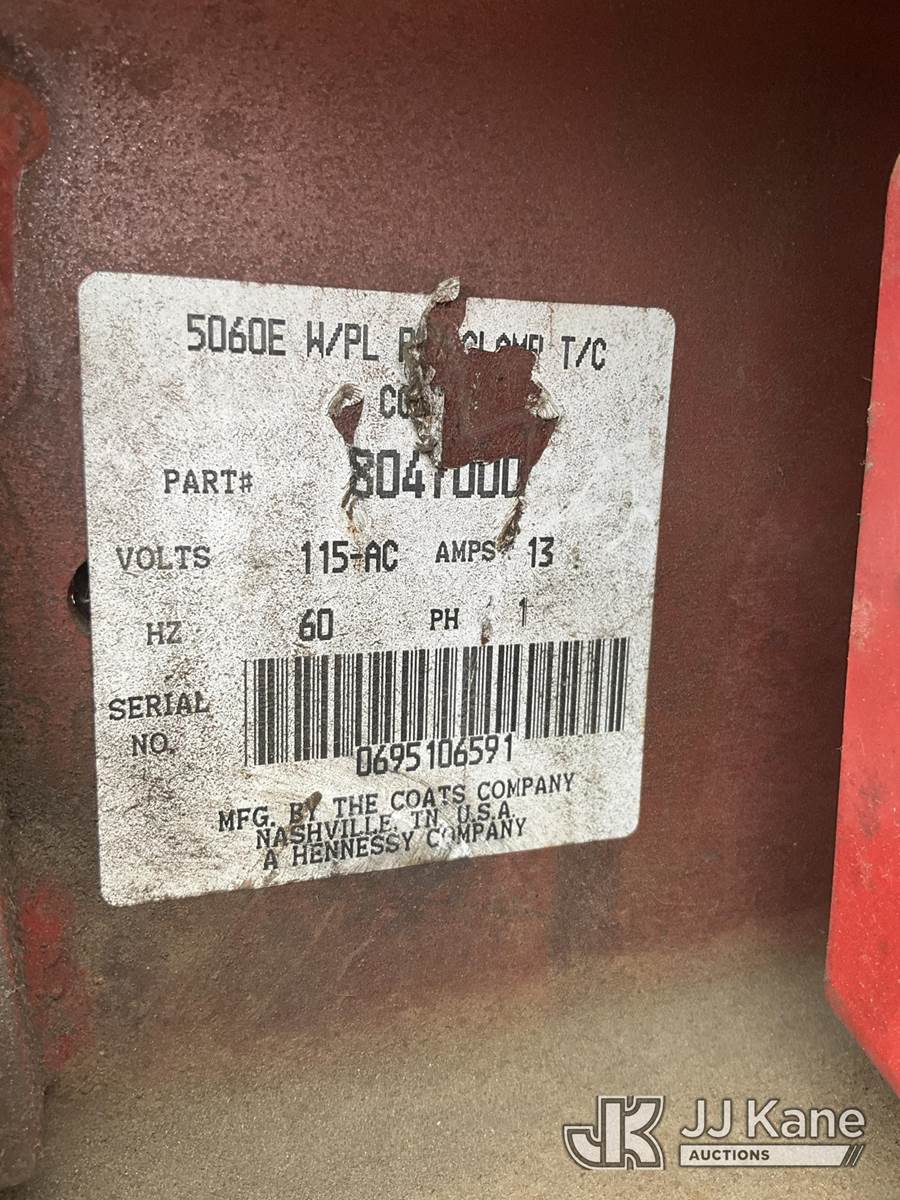 5060E W/PL T/C
PART#
VOLTS 115-AC AMPS 13
HZ 60 PH 1
SERIAL
NO.
0695106591
MFG. BY THE COATS COMPANY
NASHVILLE, TN, U.S.A.
A HENNESSY COMPANY
JK JJ Kane
AUCTIONS